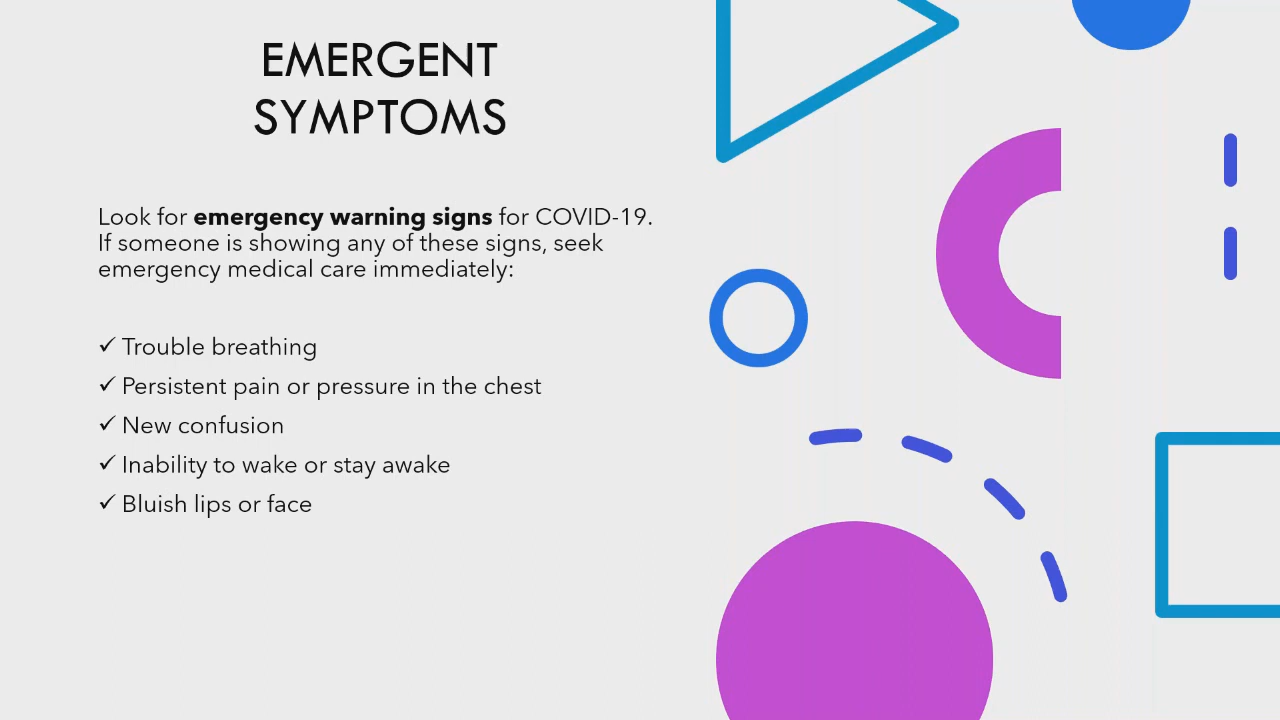 EMERGENT
SYMPTOMS
Look for emergency warning signs for COVID-19.
If someone is showing any of these signs, seek
emergency medical care immediately:
✓ Trouble breathing
✓ Persistent pain or pressure in the chest
✓ New confusion
✓ Inability to wake or stay awake
✓ Bluish lips or face